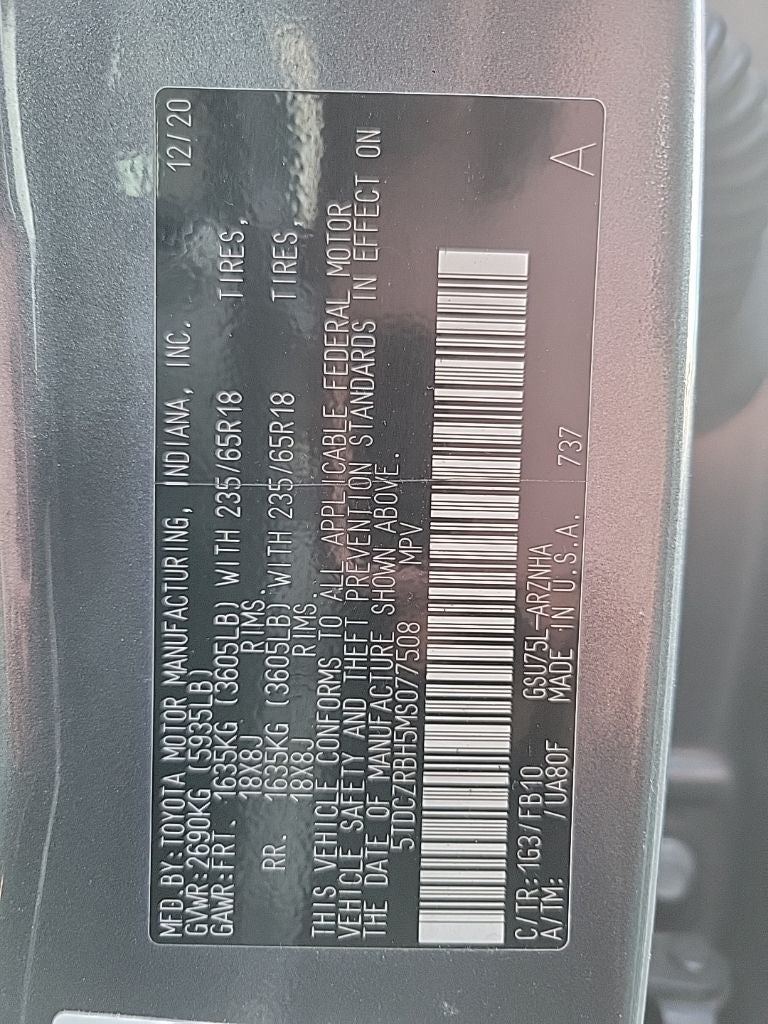 MFD.BY:TOYOTA MOTOR MANUFACTURING, INDIANA, INC. 12/20
GVWR:2690KG (5935LB)
GAWR:FRT. 1635KG (3605LB) WITH 235/65R18 TIRES,
18X8J RIMS.
RR. 1635KG (3605LB) WITH 235/65R18 TIRES,
18X8J RIMS.
THIS VEHICLE CONFORMS TO ALL APPLICABLE FEDERAL MOTOR
VEHICLE SAFETY AND THEFT PREVENTION STANDARDS IN EFFECT ON
THE DATE OF MANUFACTURE SHOWN ABOVE.
5TDCZRBH5MS077508 MPV
C/TR:1G3/FB10 GSU75L-ARZNHA
A/TM: /UA80F MADE IN U.S.A. 737 A